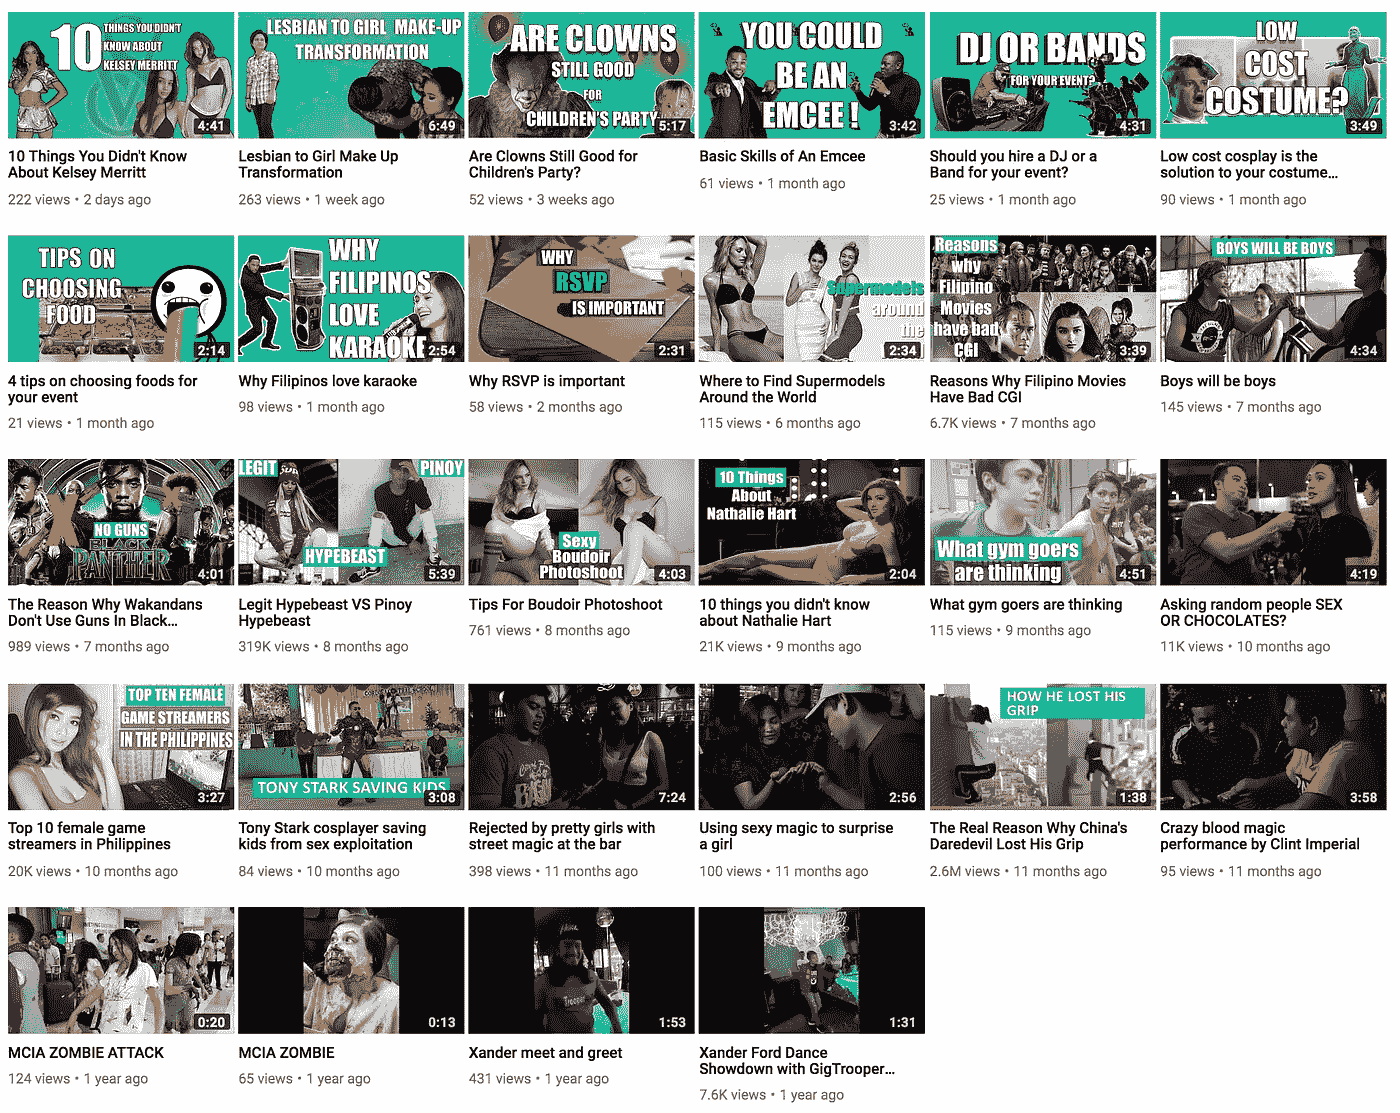 10 THINGS YOU DIDN'T
KNOW ABOUT
KELSEY MERRITT
4:41
10 Things You Didn't Know
About Kelsey Merritt
222 views • 2 days ago
LESBIAN TO GIRL MAKE-UP
TRANSFORMATION
6:49
Lesbian to Girl Make Up
Transformation
263 views • 1 week ago
ARE CLOWNS
STILL GOOD
FOR
CHILDREN'S PARTY
5:17
Are Clowns Still Good for
Children's Party?
52 views • 3 weeks ago
YOU COULD
BE AN
EMCEE !
3:42
Basic Skills of An Emcee
61 views • 1 month ago
DJ OR BANDS
FOR YOUR EVENT?
4:31
Should you hire a DJ or a
Band for your event?
25 views • 1 month ago
LOW
COST
COSTUME?
3:49
Low cost cosplay is the
solution to your costume...
90 views • 1 month ago
TIPS ON
CHOOSING
FOOD
2:14
4 tips on choosing foods for
your event
21 views • 1 month ago
WHY
FILIPINOS
LOVE
KARAOKE
2:54
Why Filipinos love karaoke
98 views • 1 month ago
WHY
RSVP
IS IMPORTANT
2:31
Why RSVP is important
58 views • 2 months ago
Supermodels
around
the
2:34
Where to Find Supermodels
Around the World
115 views • 6 months ago
Reasons
why
Filipino
Movies
have bad
CGI
3:39
Reasons Why Filipino Movies
Have Bad CGI
6.7K views • 7 months ago
BOYS WILL BE BOYS
4:34
Boys will be boys
145 views • 7 months ago
NO GUNS
BLACK
PANTHER
4:01
The Reason Why Wakandans
Don't Use Guns In Black...
989 views • 7 months ago
LEGIT PINOY
HYPEBEAST
5:39
Legit Hypebeast VS Pinoy
Hypebeast
319K views • 8 months ago
Sexy
Boudoir
Photoshoot
4:03
Tips For Boudoir Photoshoot
761 views • 8 months ago
10 Things
About
Nathalie Hart
2:04
10 things you didn't know
about Nathalie Hart
21K views • 9 months ago
What gym goers
are thinking
4:51
What gym goers are thinking
115 views • 9 months ago
4:19
Asking random people SEX
OR CHOCOLATES?
11K views • 10 months ago
TOP TEN FEMALE
GAME STREAMERS
IN THE PHILIPPINES
3:27
Top 10 female game
streamers in Philippines
20K views • 10 months ago
TONY STARK SAVING KIDS
3:08
Tony Stark cosplayer saving
kids from sex exploitation
84 views • 10 months ago
7:24
Rejected by pretty girls with
street magic at the bar
398 views • 11 months ago
2:56
Using sexy magic to surprise
a girl
100 views • 11 months ago
HOW HE LOST HIS
GRIP
1:38
The Real Reason Why China's
Daredevil Lost His Grip
2.6M views • 11 months ago
3:58
Crazy blood magic
performance by Clint Imperial
95 views • 11 months ago
0:20
MCIA ZOMBIE ATTACK
124 views • 1 year ago
0:13
MCIA ZOMBIE
65 views • 1 year ago
Trooper
1:53
Xander meet and greet
431 views • 1 year ago
1:31
Xander Ford Dance
Showdown with GigTrooper...
7.6K views • 1 year ago